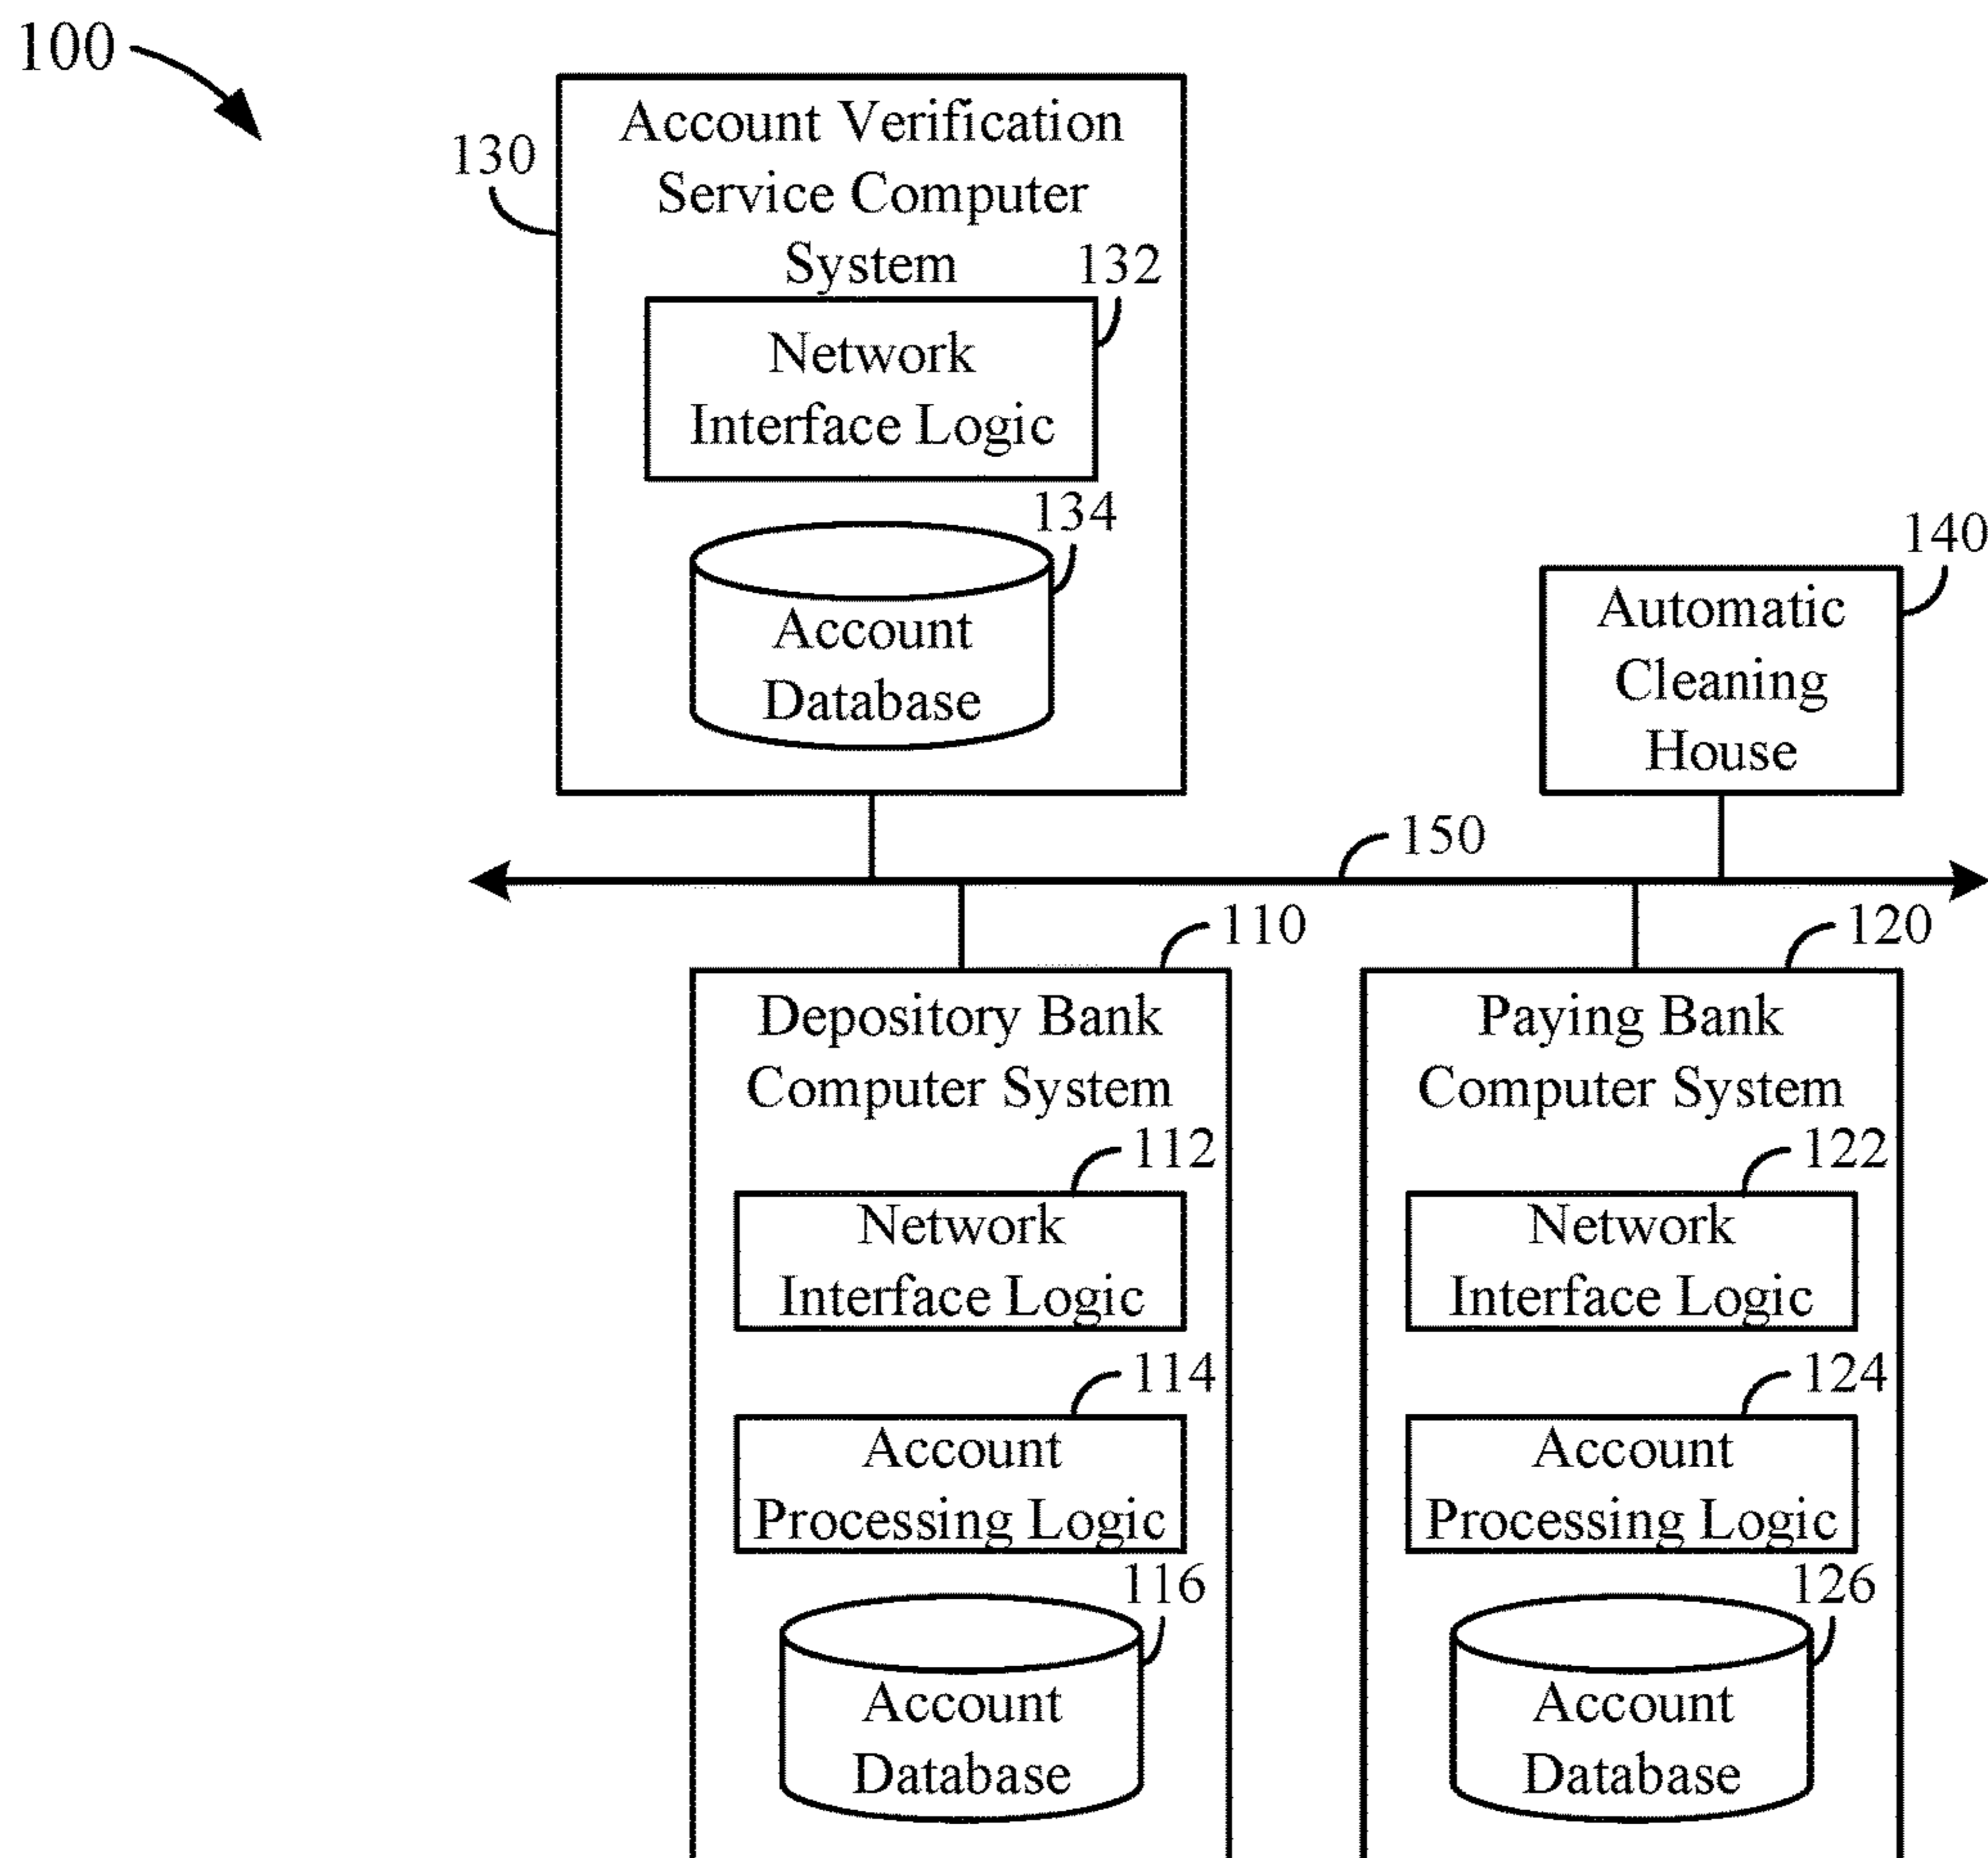 100
130
Account Verification
Service Computer
System
132
Network
Interface Logic
134
Account
Database
140
Automatic
Cleaning
House
150
110
Depository Bank
Computer System
112
Network
Interface Logic
114
Account
Processing Logic
116
Account
Database
120
Paying Bank
Computer System
122
Network
Interface Logic
124
Account
Processing Logic
126
Account
Database